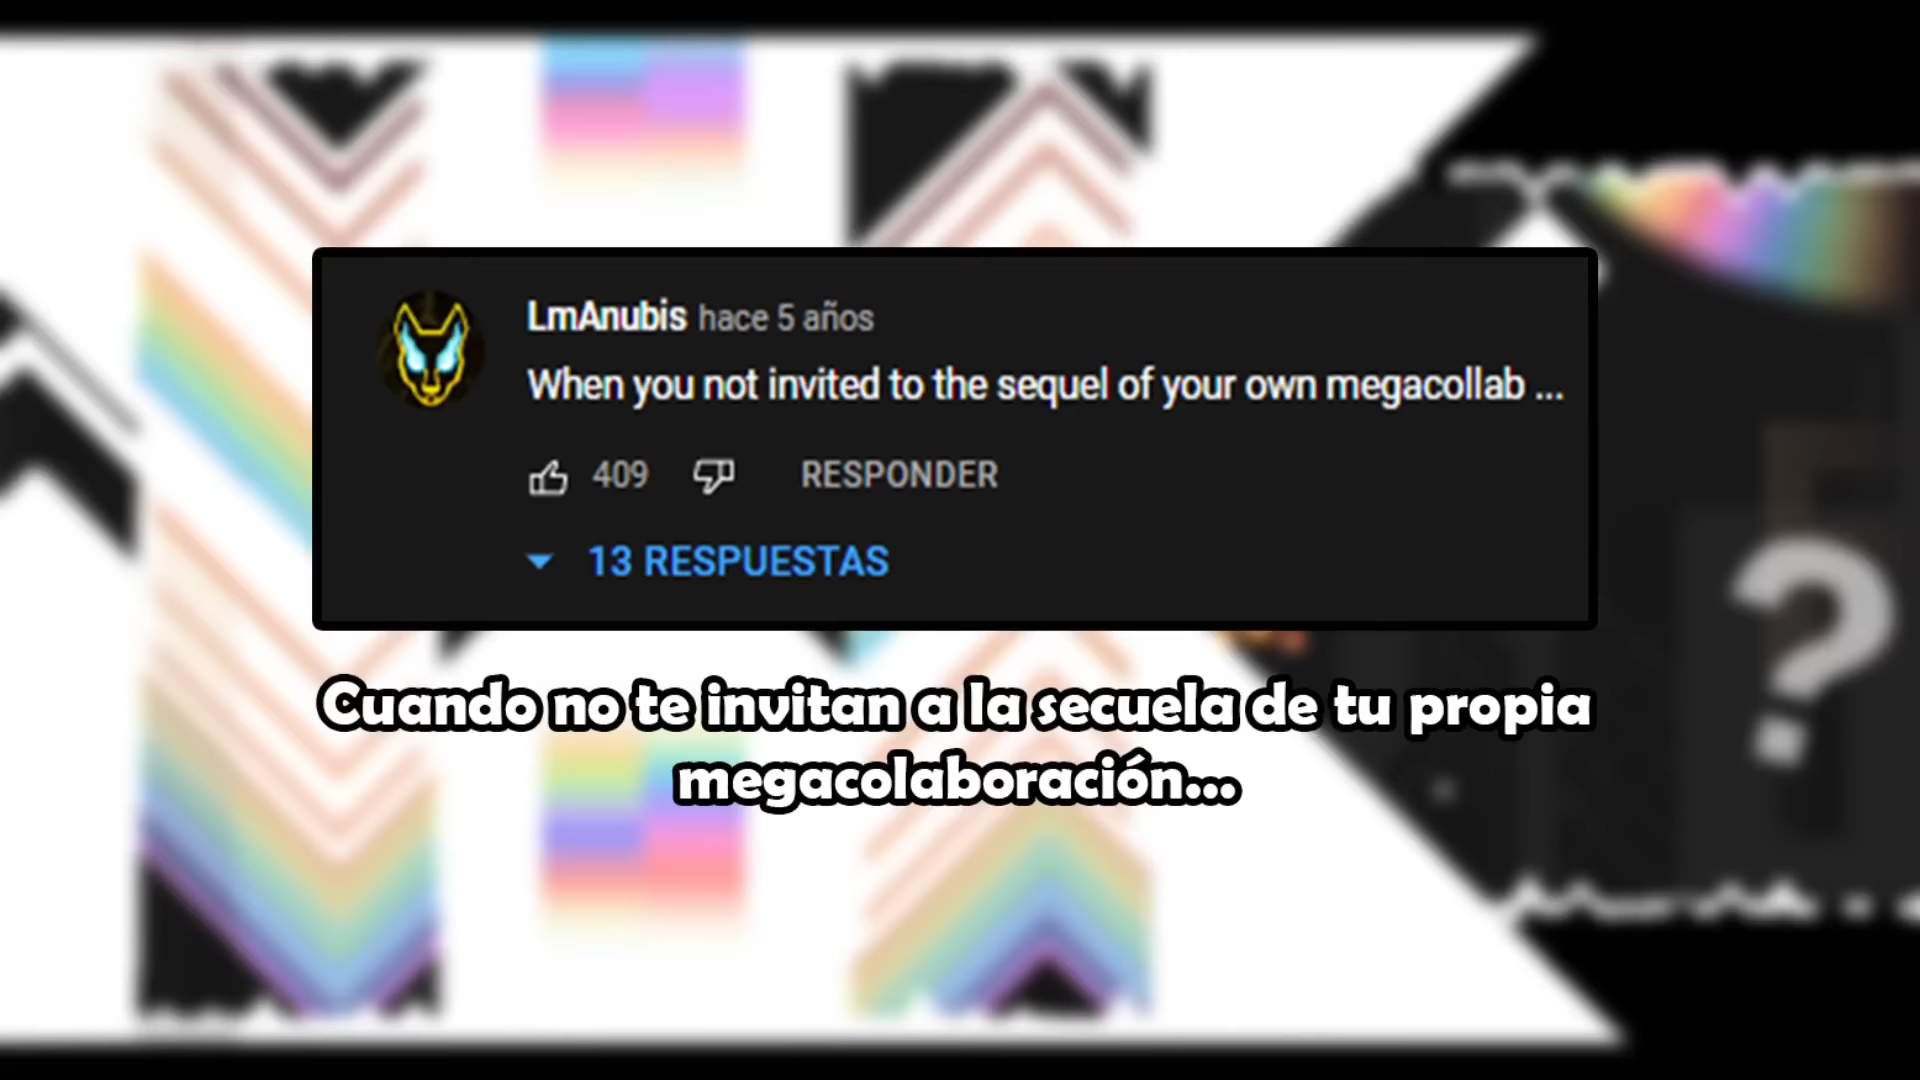 LmAnubis hace 5 años
When you not invited to the sequel of your own megacollab ...
409 RESPONDER
13 RESPUESTAS
?
Cuando no te invitan a la secuela de tu propia
megacolaboración...